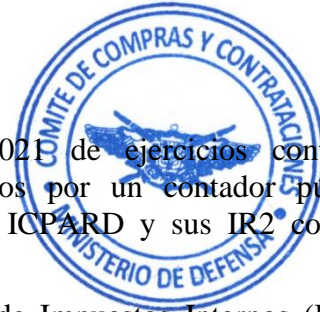 COMITE DE COMPRAS Y CONTRATACIONES
021 de ejercicios con
os por un contador pú
ICPARD y sus IR2 co
MINISTERIO DE DEFENSA
de Impuestos Internos (